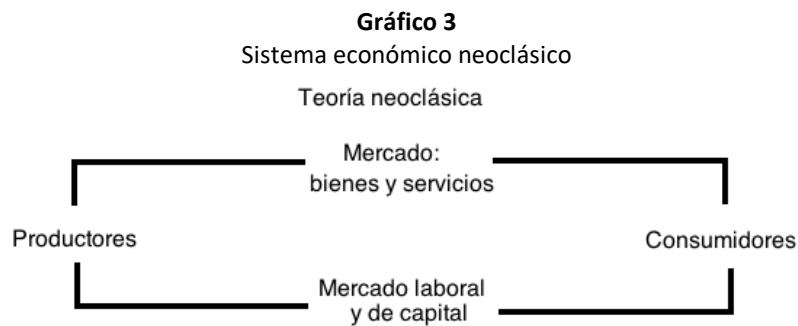 Gráfico 3
Sistema económico neoclásico
Teoría neoclásica
Mercado:
bienes y servicios
Productores
Consumidores
Mercado laboral
y de capital